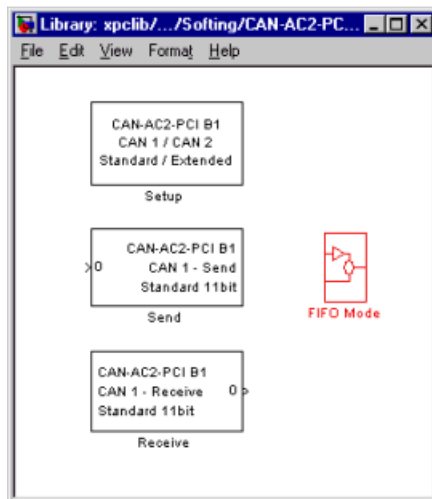 Library: xpclib/.../Softing/CAN-AC2-PC...
File Edit View Format Help
CAN-AC2-PCI B1
CAN 1 / CAN 2
Standard / Extended
Setup
CAN-AC2-PCI B1
0
CAN 1 - Send
Standard 11bit
Send
FIFO Mode
CAN-AC2-PCI B1
CAN 1 - Receive 0
Standard 11bit
Receive